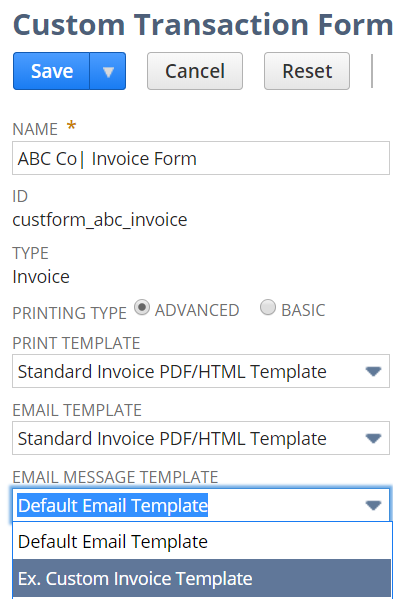 Custom Transaction Form
Save Cancel Reset
NAME *
ABC Co| Invoice Form
ID
custform_abc_invoice
TYPE
Invoice
PRINTING TYPE ADVANCED BASIC
PRINT TEMPLATE
Standard Invoice PDF/HTML Template
EMAIL TEMPLATE
Standard Invoice PDF/HTML Template
EMAIL MESSAGE TEMPLATE
Default Email Template
Default Email Template
Ex. Custom Invoice Template